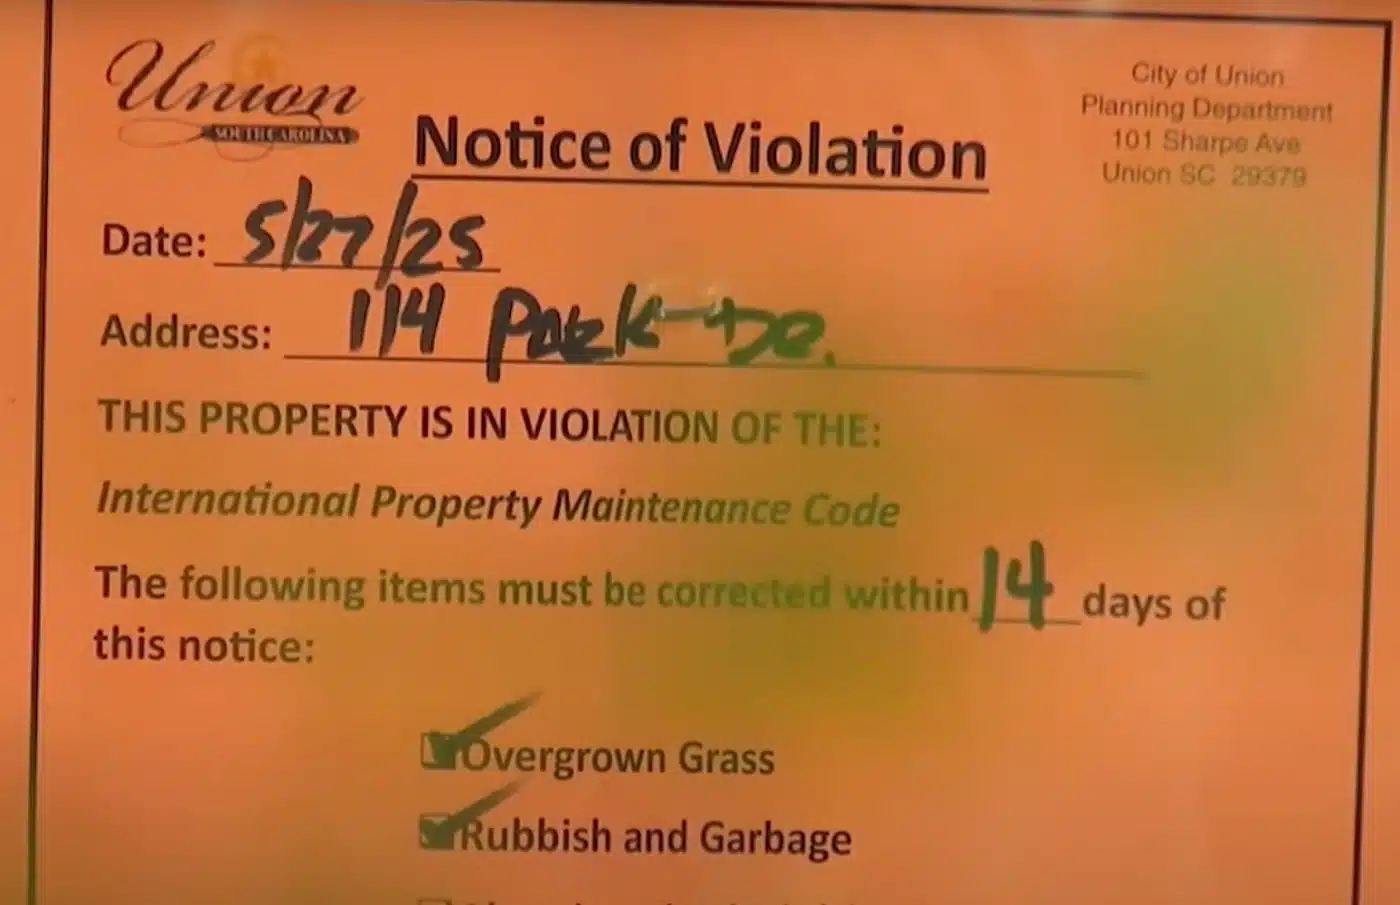 Union
SOUTH CAROLINA
City of Union
Planning Department
101 Sharpe Ave
Union SC 29379
Notice of Violation
Date: 5/27/25
Address: 114 Park Dr.
THIS PROPERTY IS IN VIOLATION OF THE:
International Property Maintenance Code
The following items must be corrected within 14 days of
this notice:
Overgrown Grass
Rubbish and Garbage